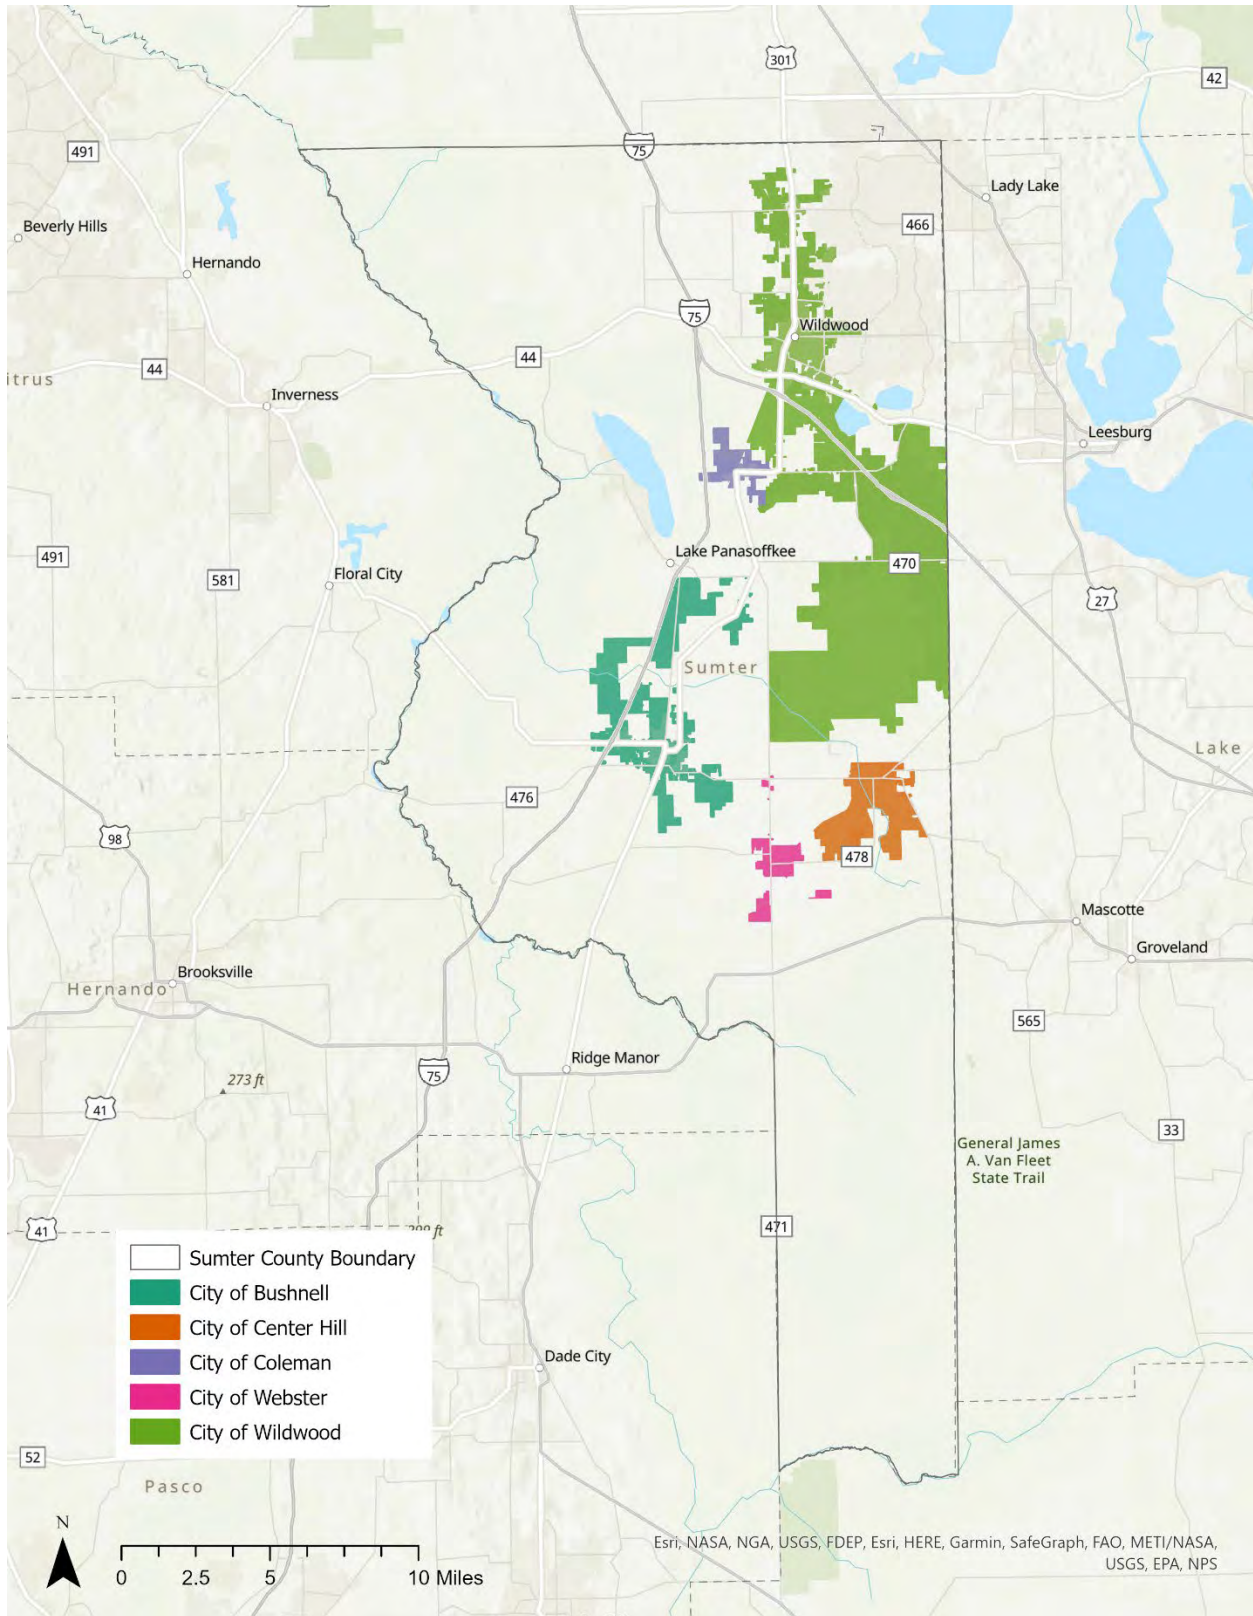 301
42
491
75
Lady Lake
466
Beverly Hills
Hernando
75
Wildwood
44
44
itrus
Inverness
Leesburg
491
581
Lake Panasoffkee
470
Floral City
27
Sumter
Lake
476
98
478
Mascotte
Groveland
Brooksville
Hernando
565
Ridge Manor
75
273 ft
41
33
General James
A. Van Fleet
State Trail
41
299 ft
471
Sumter County Boundary
City of Bushnell
City of Center Hill
City of Coleman
City of Webster
City of Wildwood
Dade City
52
Pasco
N
0 2.5 5 10 Miles
Esri, NASA, NGA, USGS, FDEP, Esri, HERE, Garmin, SafeGraph, FAO, METI/NASA,
USGS, EPA, NPS